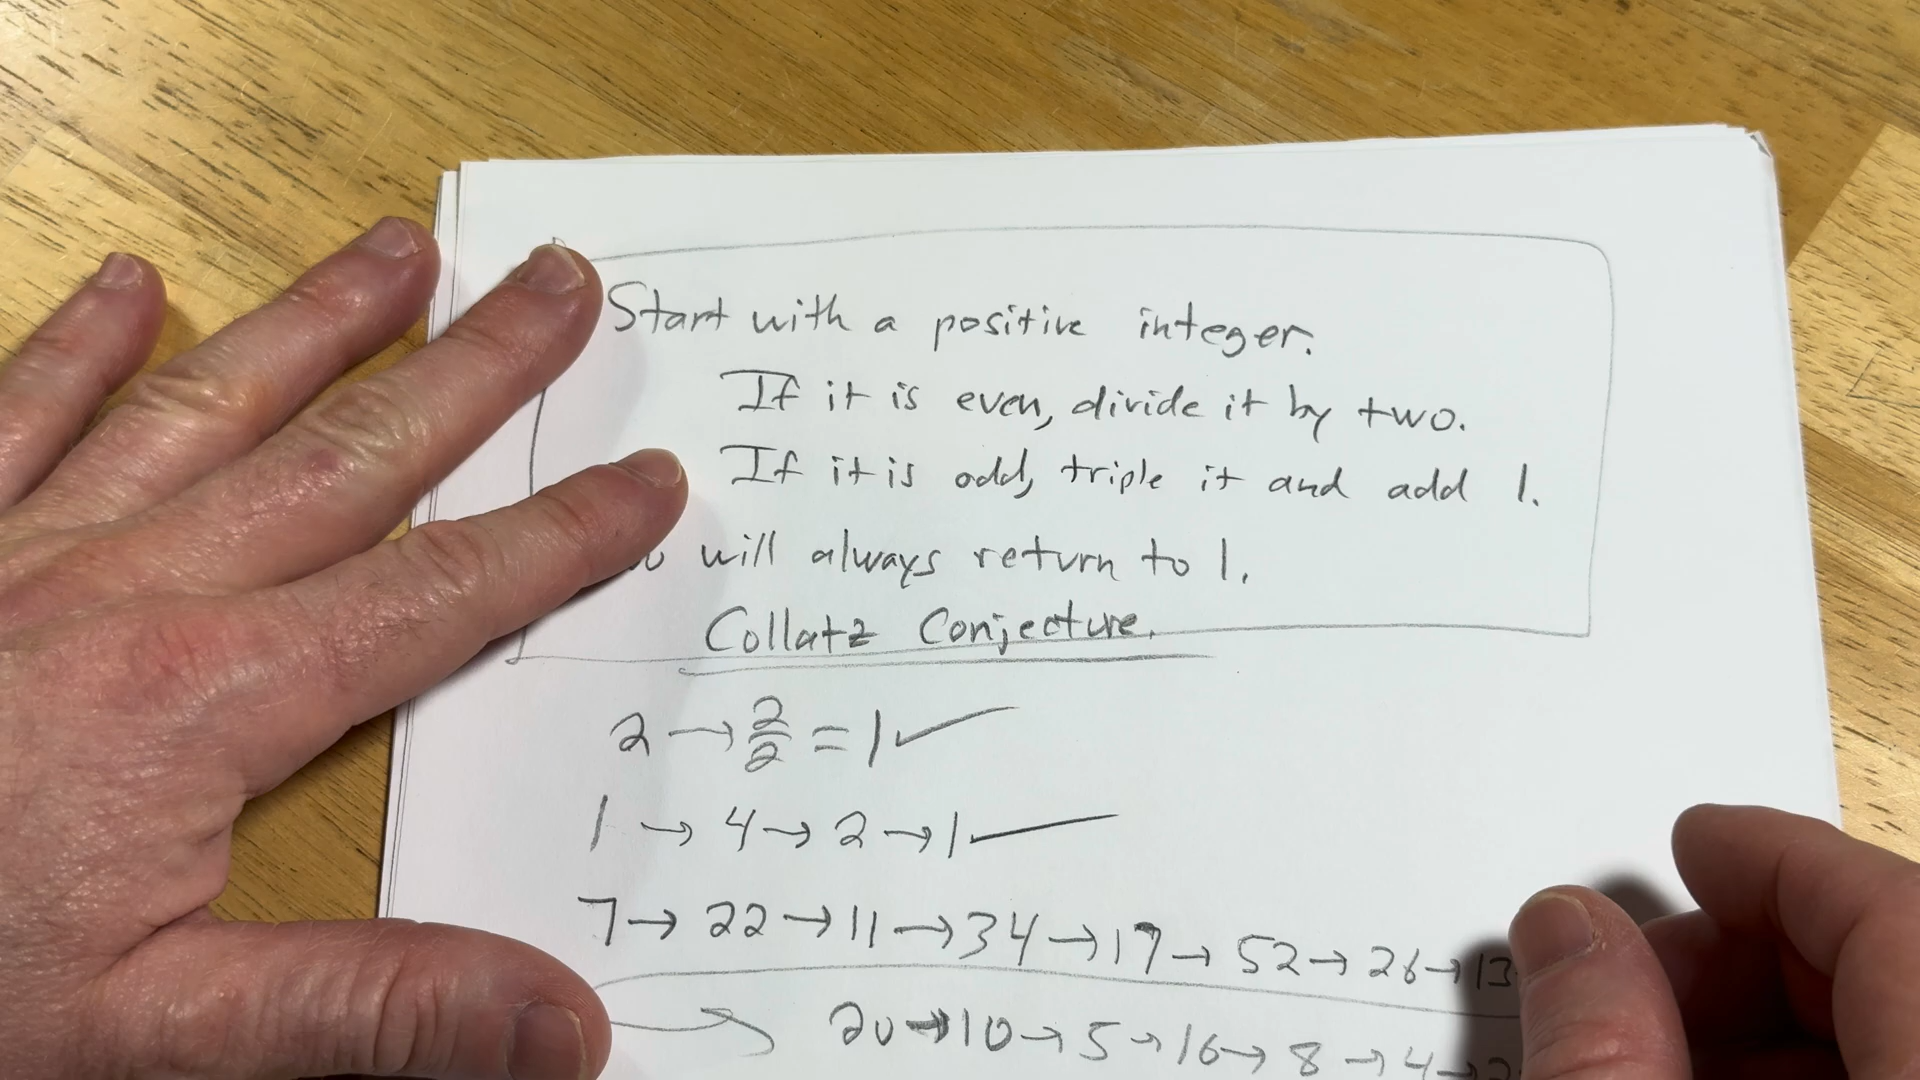 Start with a positive integer.
If it is even, divide it by two.
If it is odd, triple it and add 1.
will always return to 1.
Collatz Conjecture.
2 → 2/2 = 1 ✓
1 → 4 → 2 → 1 ✓
7 → 22 → 11 → 34 → 17 → 52 → 26 → 13
20 → 10 → 5 → 16 → 8 → 4 → 2